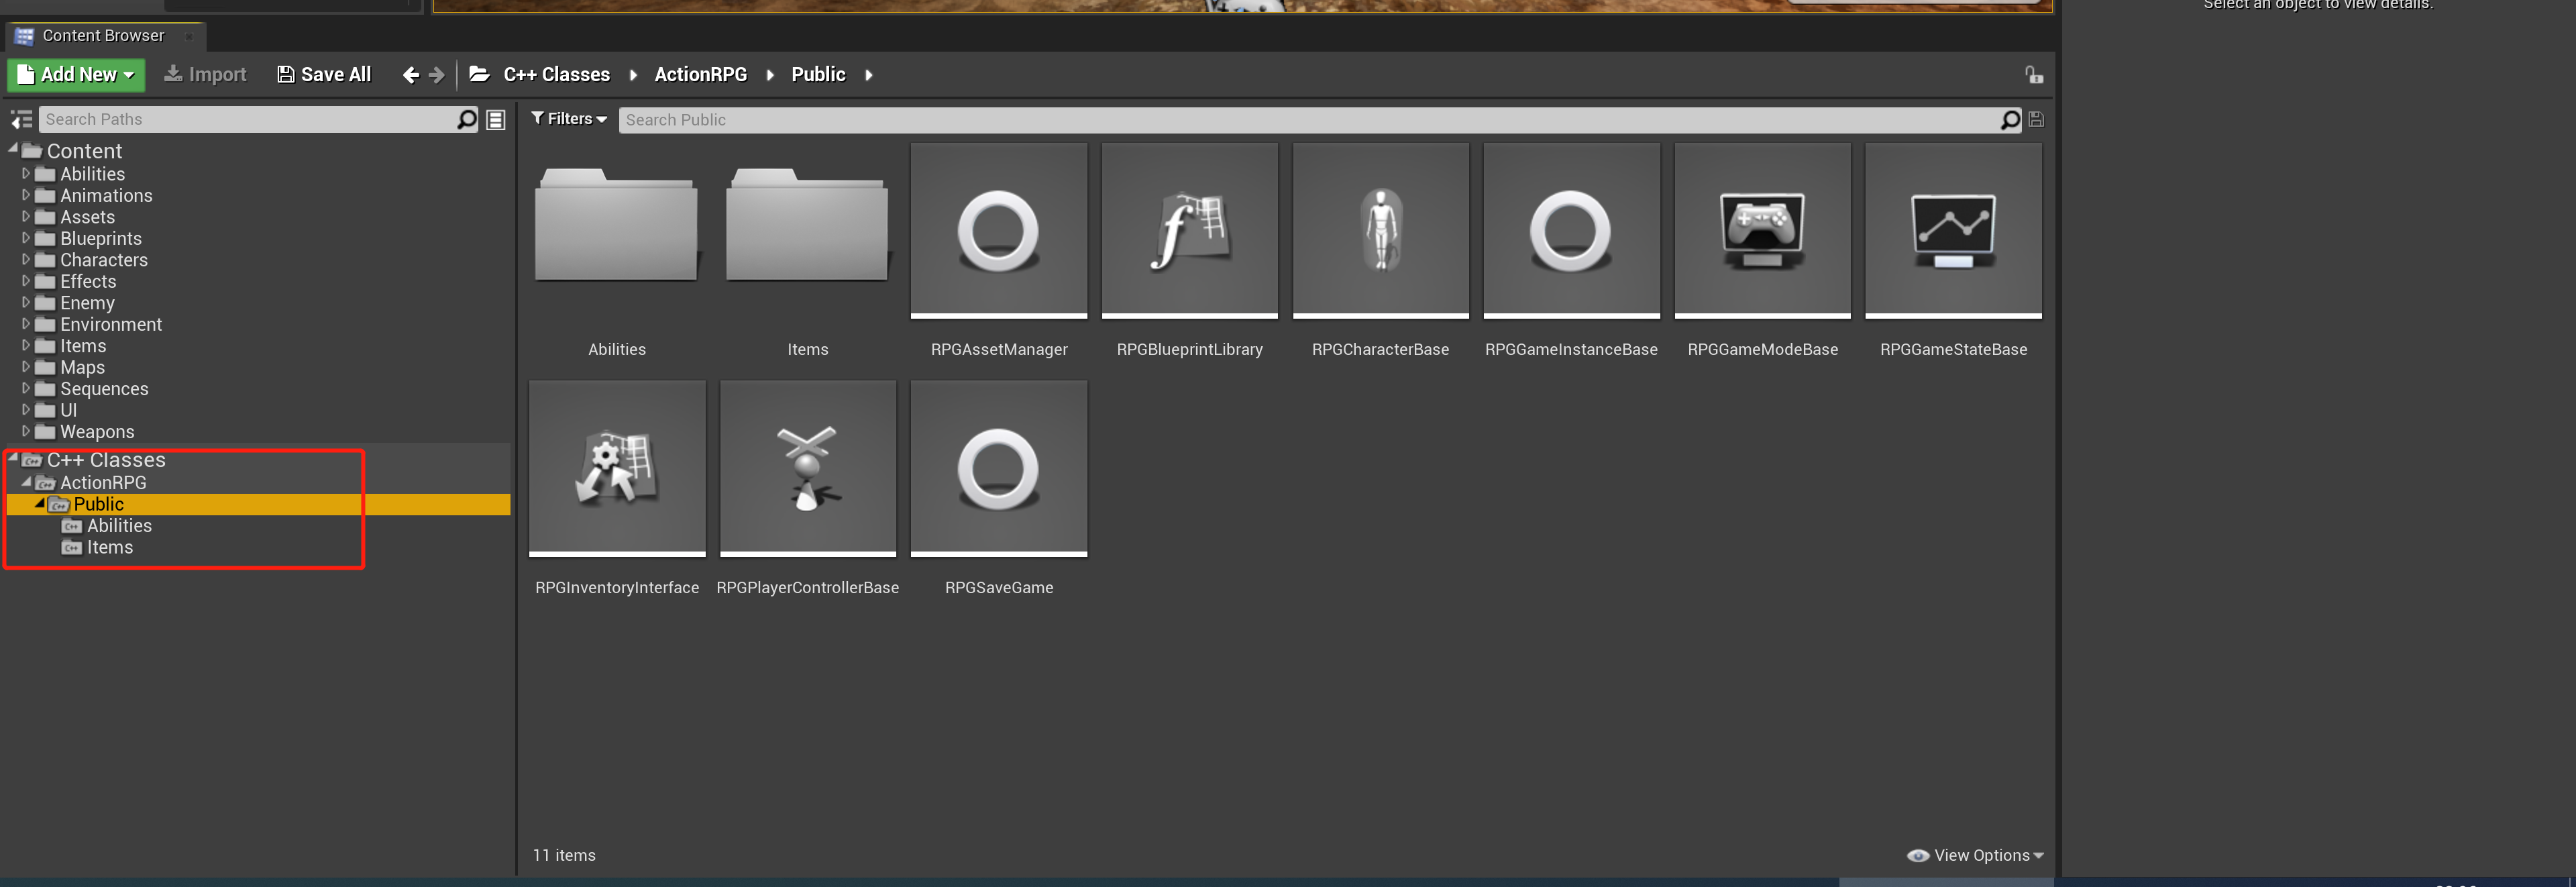 Select an object to view details.
Content Browser
Add New
Import
Save All
C++ Classes
ActionRPG
Public
Search Paths
Filters
Search Public
Content
Abilities
Animations
Assets
Blueprints
Characters
Effects
Enemy
Environment
Items
Maps
Sequences
UI
Weapons
C++ Classes
ActionRPG
Public
Abilities
Items
Abilities
Items
RPGAssetManager
RPGBlueprintLibrary
RPGCharacterBase
RPGGameInstanceBase
RPGGameModeBase
RPGGameStateBase
RPGInventoryInterface
RPGPlayerControllerBase
RPGSaveGame
11 items
View Options